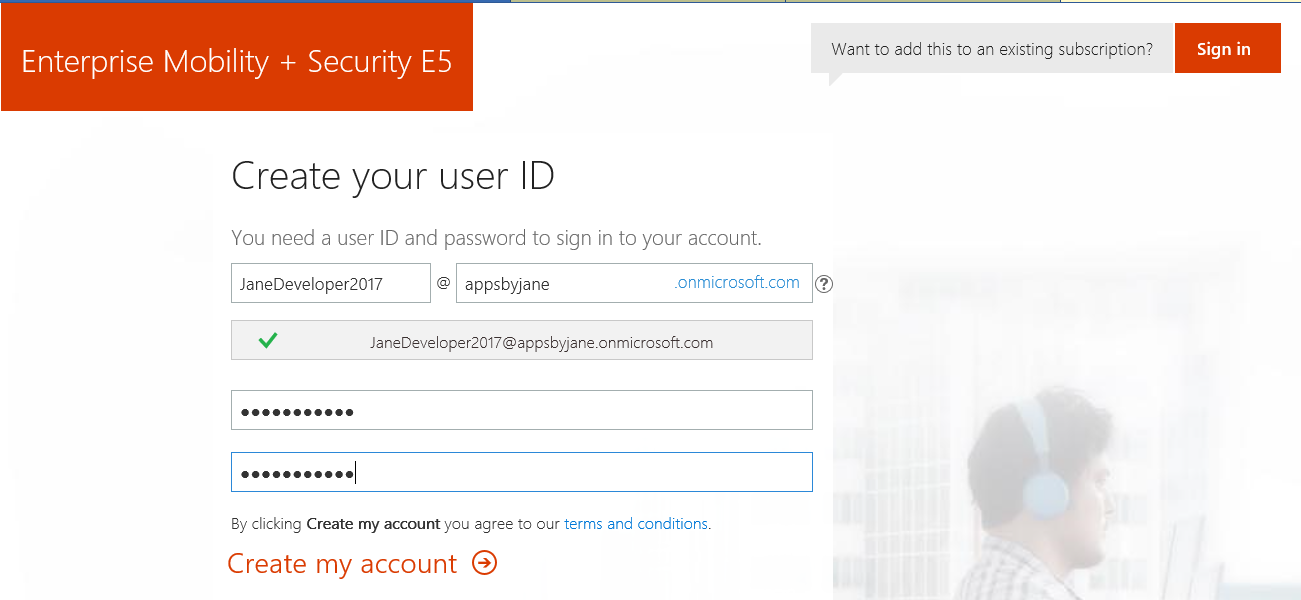 Enterprise Mobility + Security E5
Want to add this to an existing subscription?
Sign in
Create your user ID
You need a user ID and password to sign in to your account.
JaneDeveloper2017 @ appsbyjane .onmicrosoft.com ?
JaneDeveloper2017@appsbyjane.onmicrosoft.com
•••••••••••
•••••••••••
By clicking Create my account you agree to our terms and conditions.
Create my account